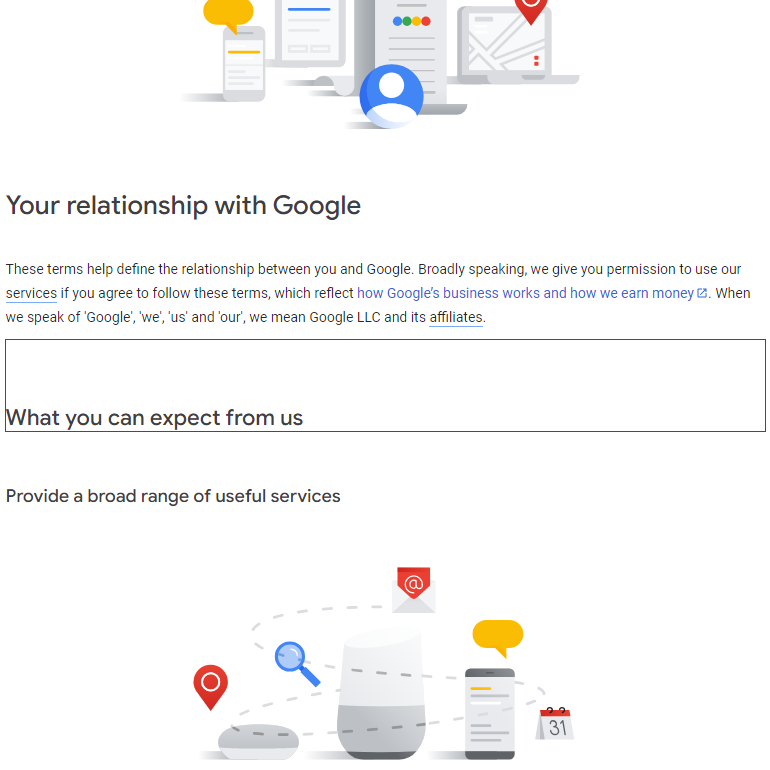 Your relationship with Google
These terms help define the relationship between you and Google. Broadly speaking, we give you permission to use our
services if you agree to follow these terms, which reflect how Google’s business works and how we earn money. When
we speak of 'Google', 'we', 'us' and 'our', we mean Google LLC and its affiliates.
What you can expect from us
Provide a broad range of useful services
@
31